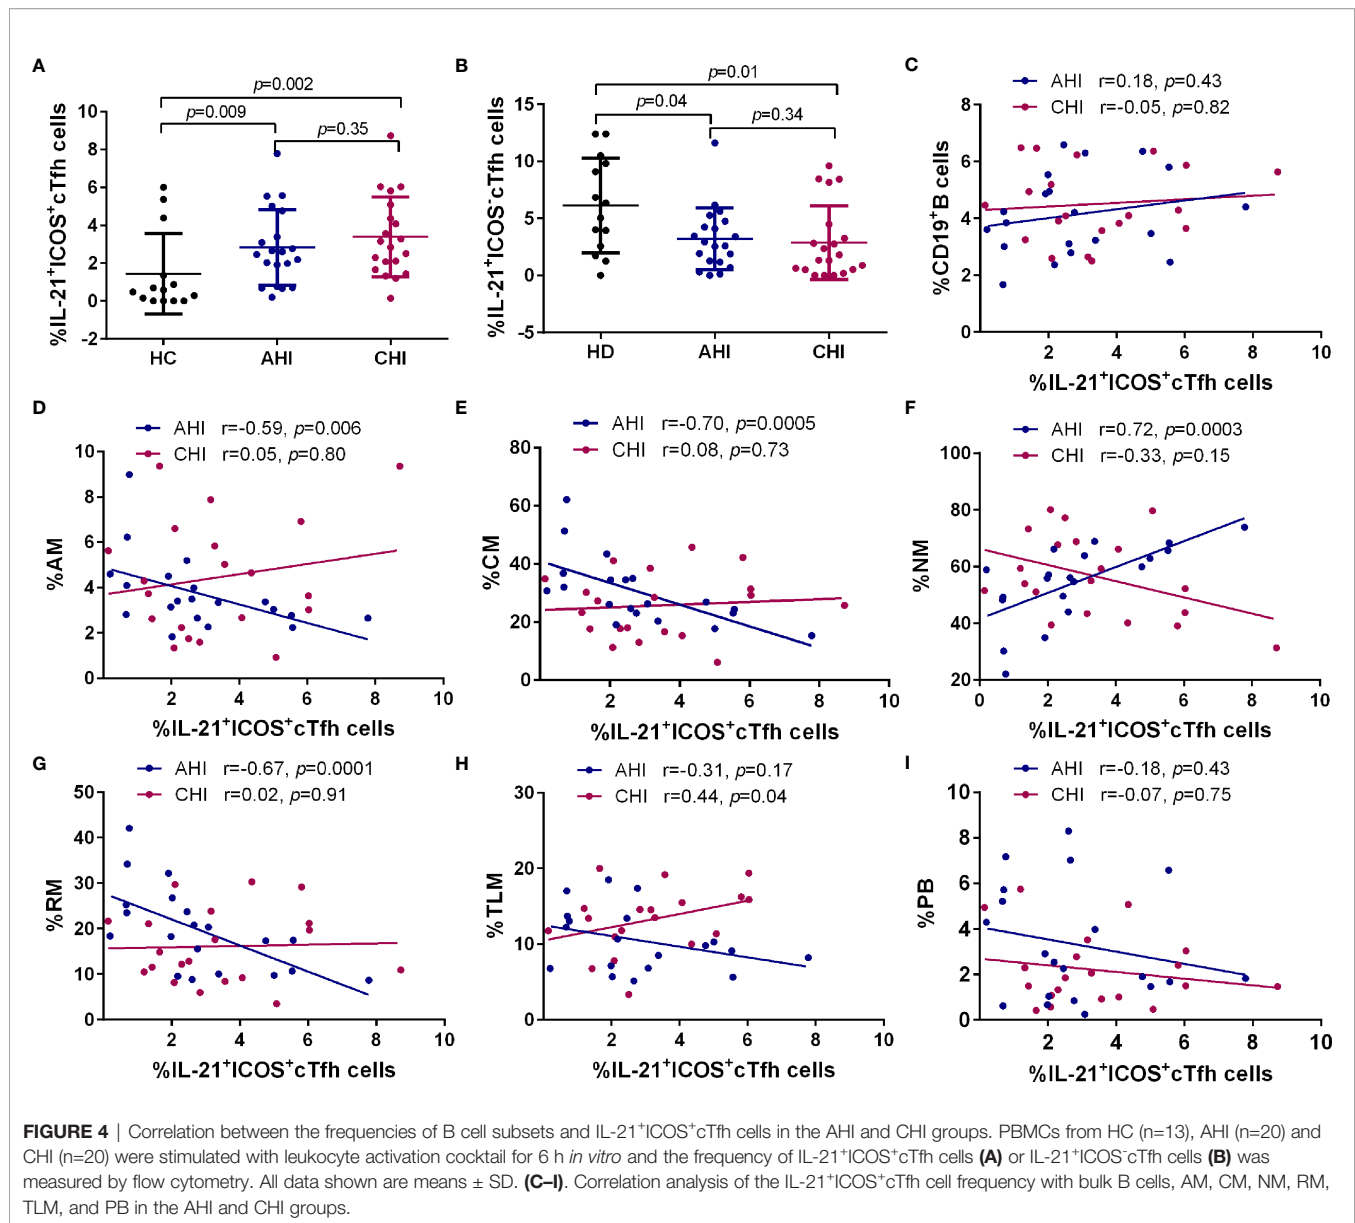 A
p=0.002
p=0.009
p=0.35
%IL-21⁺ICOS⁺cTfh cells
10
8
6
4
2
0
-2
HC AHI CHI
B
p=0.01
p=0.04
p=0.34
%IL-21⁺ICOS⁻cTfh cells
15
10
5
0
-5
HD AHI CHI
C
AHI r=0.18, p=0.43
CHI r=-0.05, p=0.82
%CD19⁺B cells
8
6
4
2
0
2 4 6 8 10
%IL-21⁺ICOS⁺cTfh cells
D
AHI r=-0.59, p=0.006
CHI r=0.05, p=0.80
%AM
10
8
6
4
2
0
0 2 4 6 8 10
%IL-21⁺ICOS⁺cTfh cells
E
AHI r=-0.70, p=0.0005
CHI r=0.08, p=0.73
%CM
80
60
40
20
0
0 2 4 6 8 10
%IL-21⁺ICOS⁺cTfh cells
F
AHI r=0.72, p=0.0003
CHI r=-0.33, p=0.15
%NM
100
80
60
40
20
0 2 4 6 8 10
%IL-21⁺ICOS⁺cTfh cells
G
AHI r=-0.67, p=0.0001
CHI r=0.02, p=0.91
%RM
50
40
30
20
10
0
0 2 4 6 8 10
%IL-21⁺ICOS⁺cTfh cells
H
AHI r=-0.31, p=0.17
CHI r=0.44, p=0.04
%TLM
30
20
10
0
2 4 6 8 10
%IL-21⁺ICOS⁺cTfh cells
I
AHI r=-0.18, p=0.43
CHI r=-0.07, p=0.75
%PB
10
8
6
4
2
0
2 4 6 8 10
%IL-21⁺ICOS⁺cTfh cells
FIGURE 4 | Correlation between the frequencies of B cell subsets and IL-21⁺ICOS⁺cTfh cells in the AHI and CHI groups. PBMCs from HC (n=13), AHI (n=20) and
CHI (n=20) were stimulated with leukocyte activation cocktail for 6 h in vitro and the frequency of IL-21⁺ICOS⁺cTfh cells (A) or IL-21⁺ICOS⁻cTfh cells (B) was
measured by flow cytometry. All data shown are means ± SD. (C–I). Correlation analysis of the IL-21⁺ICOS⁺cTfh cell frequency with bulk B cells, AM, CM, NM, RM,
TLM, and PB in the AHI and CHI groups.